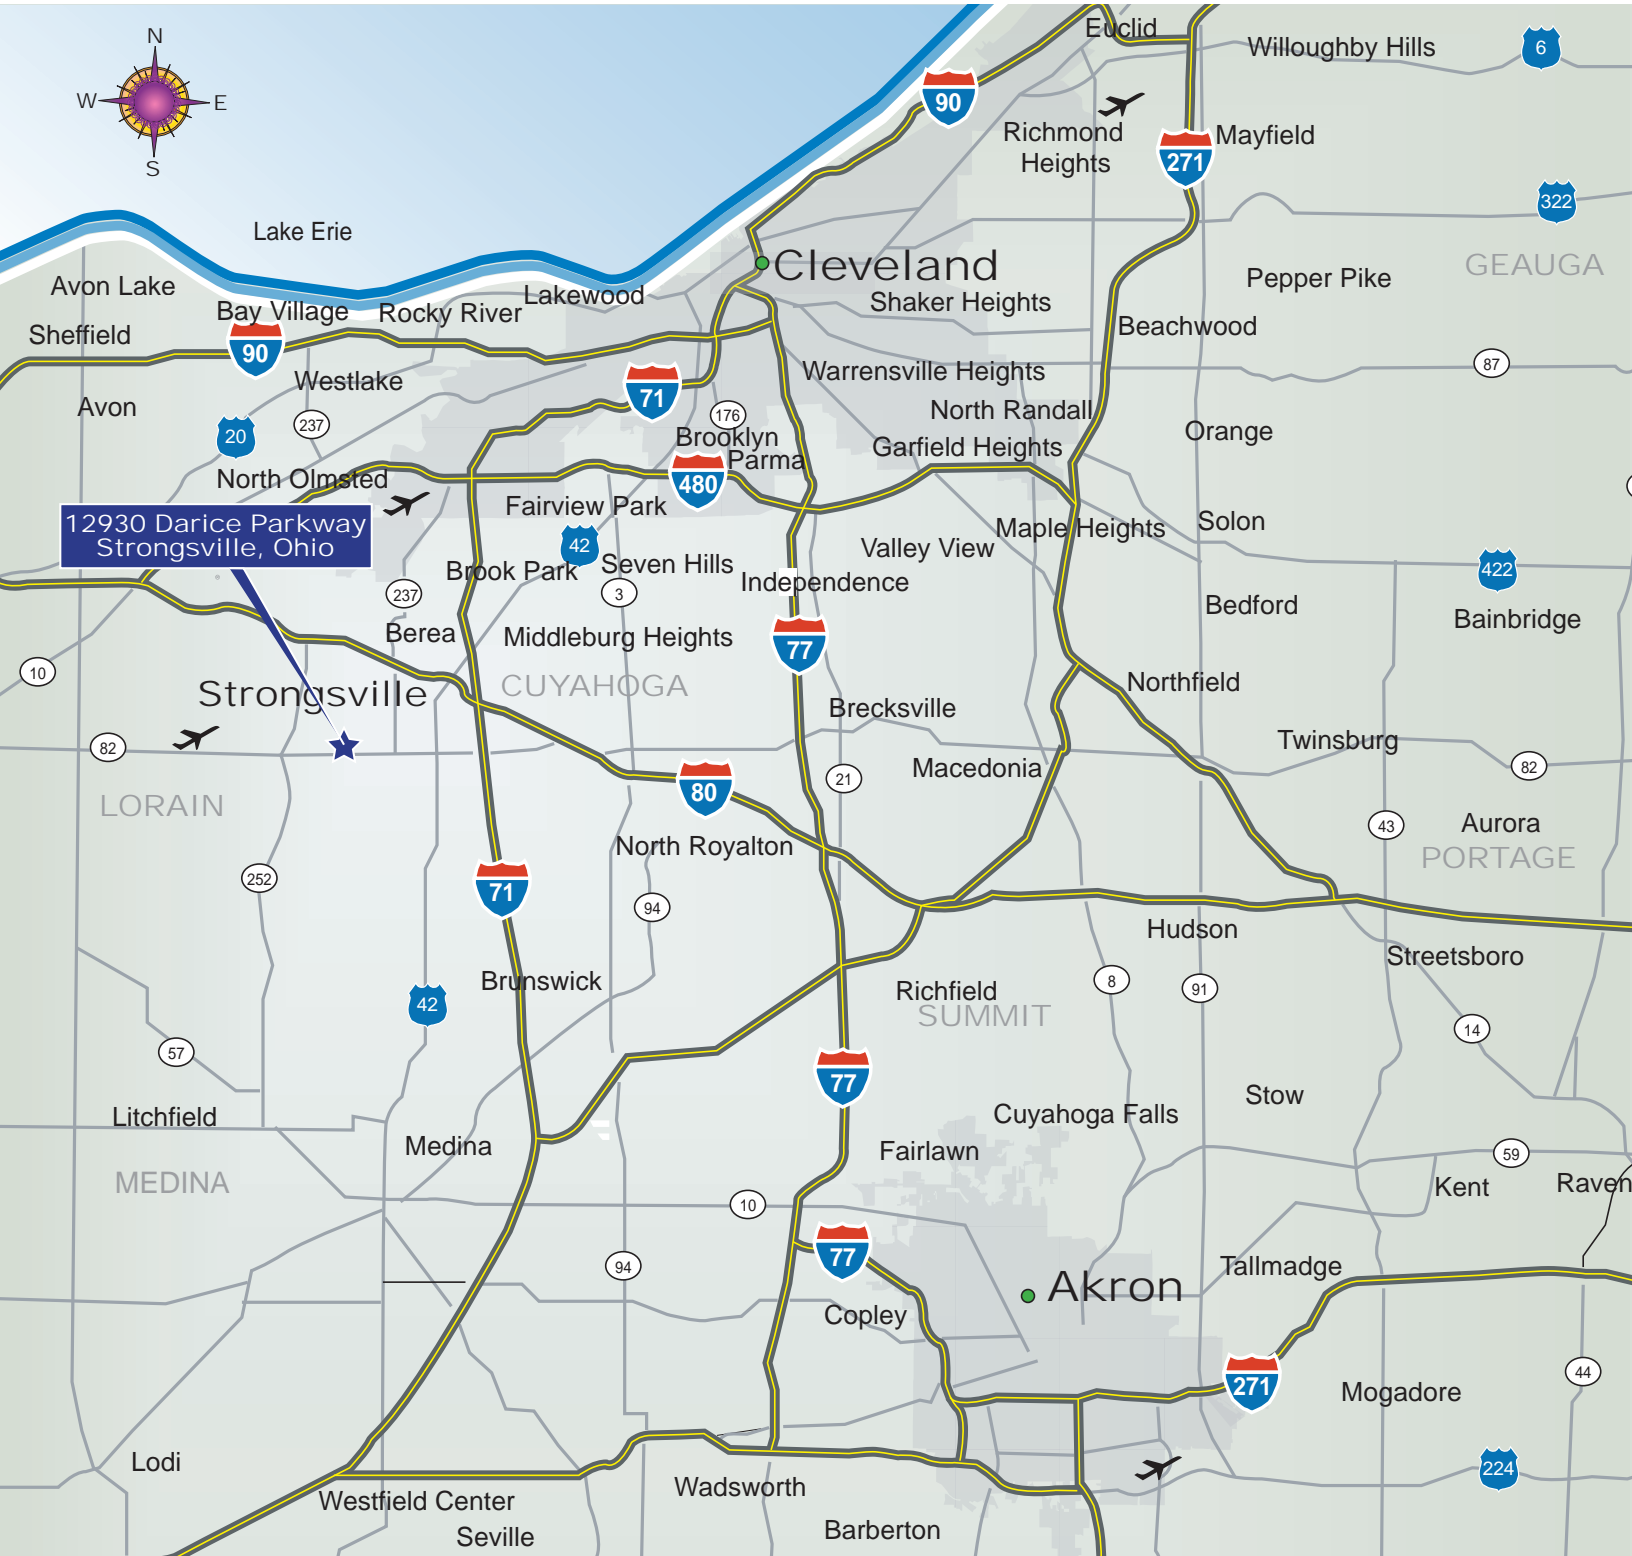 N
W
E
S
Euclid
Willoughby Hills
6
90
Richmond
Heights
271
Mayfield
322
Lake Erie
Cleveland
GEAUGA
Avon Lake
Pepper Pike
Bay Village
Rocky River
Lakewood
Shaker Heights
Sheffield
90
Beachwood
87
Westlake
71
Warrensville Heights
Avon
237
176
North Randall
20
Brooklyn
Garfield Heights
Orange
Parma
North Olmsted
480
12930 Darice Parkway
Strongsville, Ohio
Fairview Park
Maple Heights
Solon
42
Valley View
Brook Park
Seven Hills
Independence
422
237
3
Bedford
Bainbridge
Berea
Middleburg Heights
77
10
Strongsville
CUYAHOGA
Northfield
Brecksville
82
Twinsburg
Macedonia
82
80
21
LORAIN
43
Aurora
North Royalton
PORTAGE
252
71
94
Hudson
Streetsboro
Brunswick
Richfield
8
91
42
SUMMIT
14
57
77
Stow
Litchfield
Cuyahoga Falls
Medina
Fairlawn
59
MEDINA
Kent
Raven
10
77
94
Tallmadge
Akron
Copley
271
44
Mogadore
Lodi
224
Wadsworth
Westfield Center
Seville
Barberton